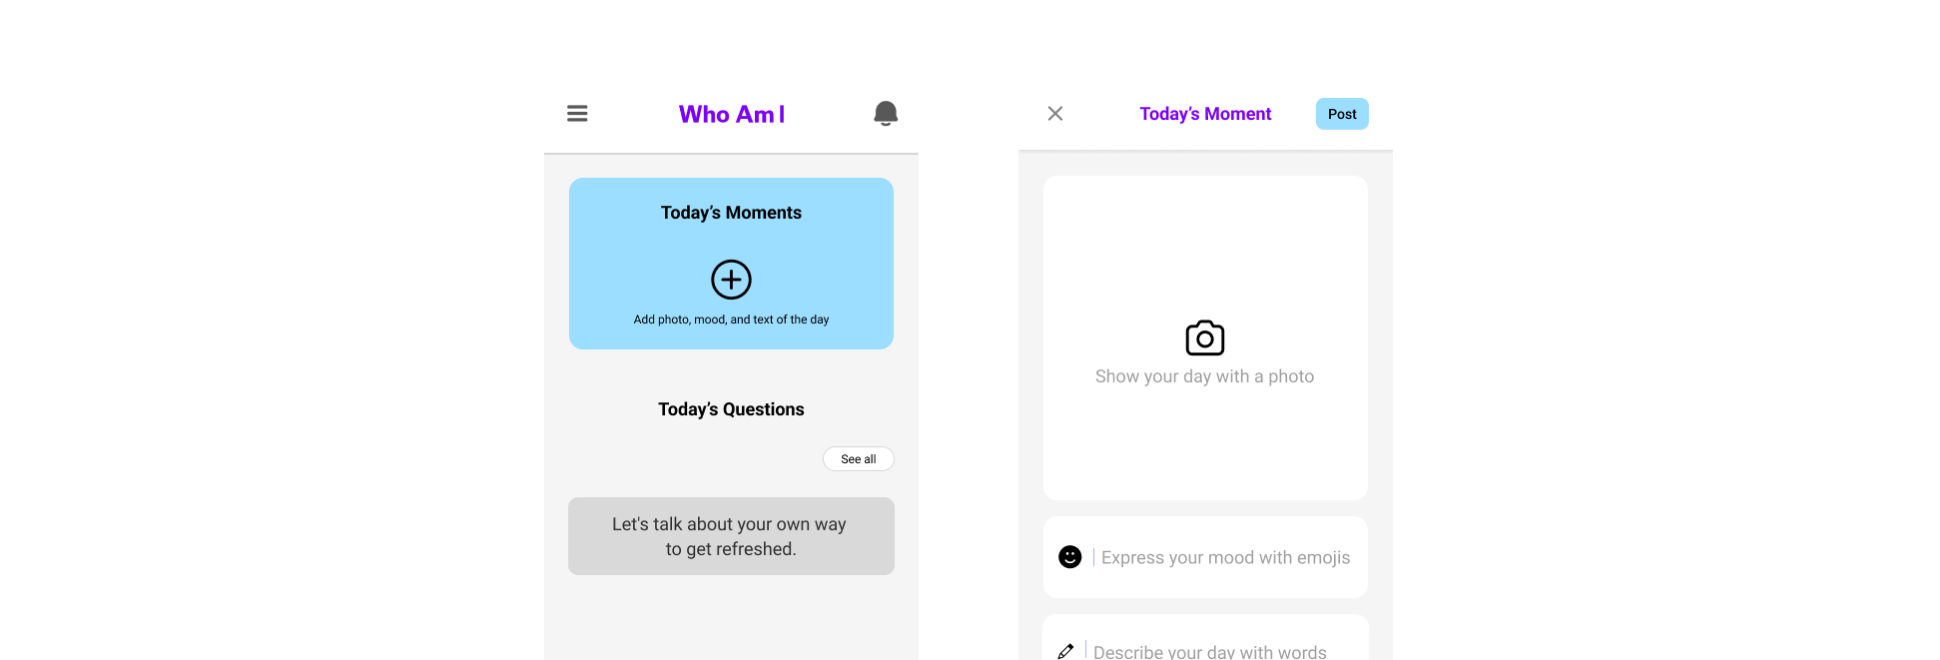 Who Am I
Today's Moments
Add photo, mood, and text of the day
Today's Questions
See all
Let's talk about your own way
to get refreshed.
Today's Moment
Post
Show your day with a photo
Express your mood with emojis
Describe your day with words